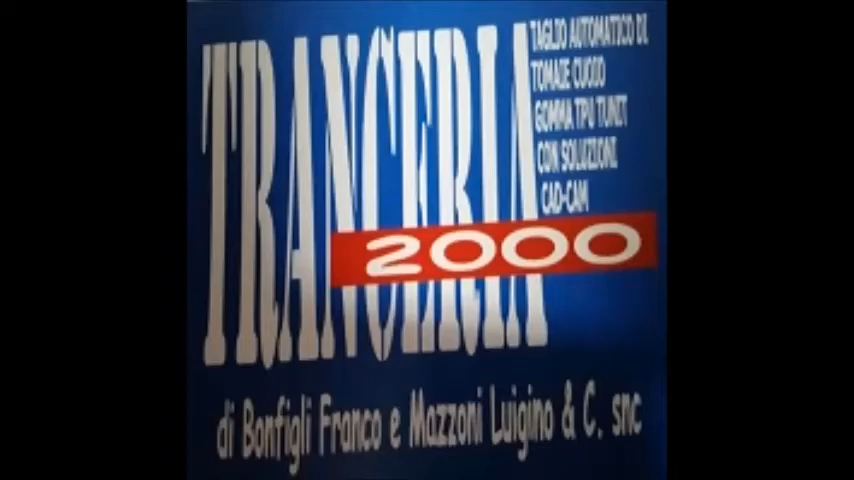 TRANCERIA
2000
TAGLIO AUTOMATICO DI
TOMAIE CUOIO
GOMMA TPU TUNIT
CON SOLUZIONI
CAD-CAM
di Bonfigli Franco e Mazzoni Luigino & C. snc